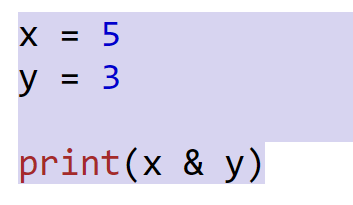 x = 5
y = 3

print(x & y)